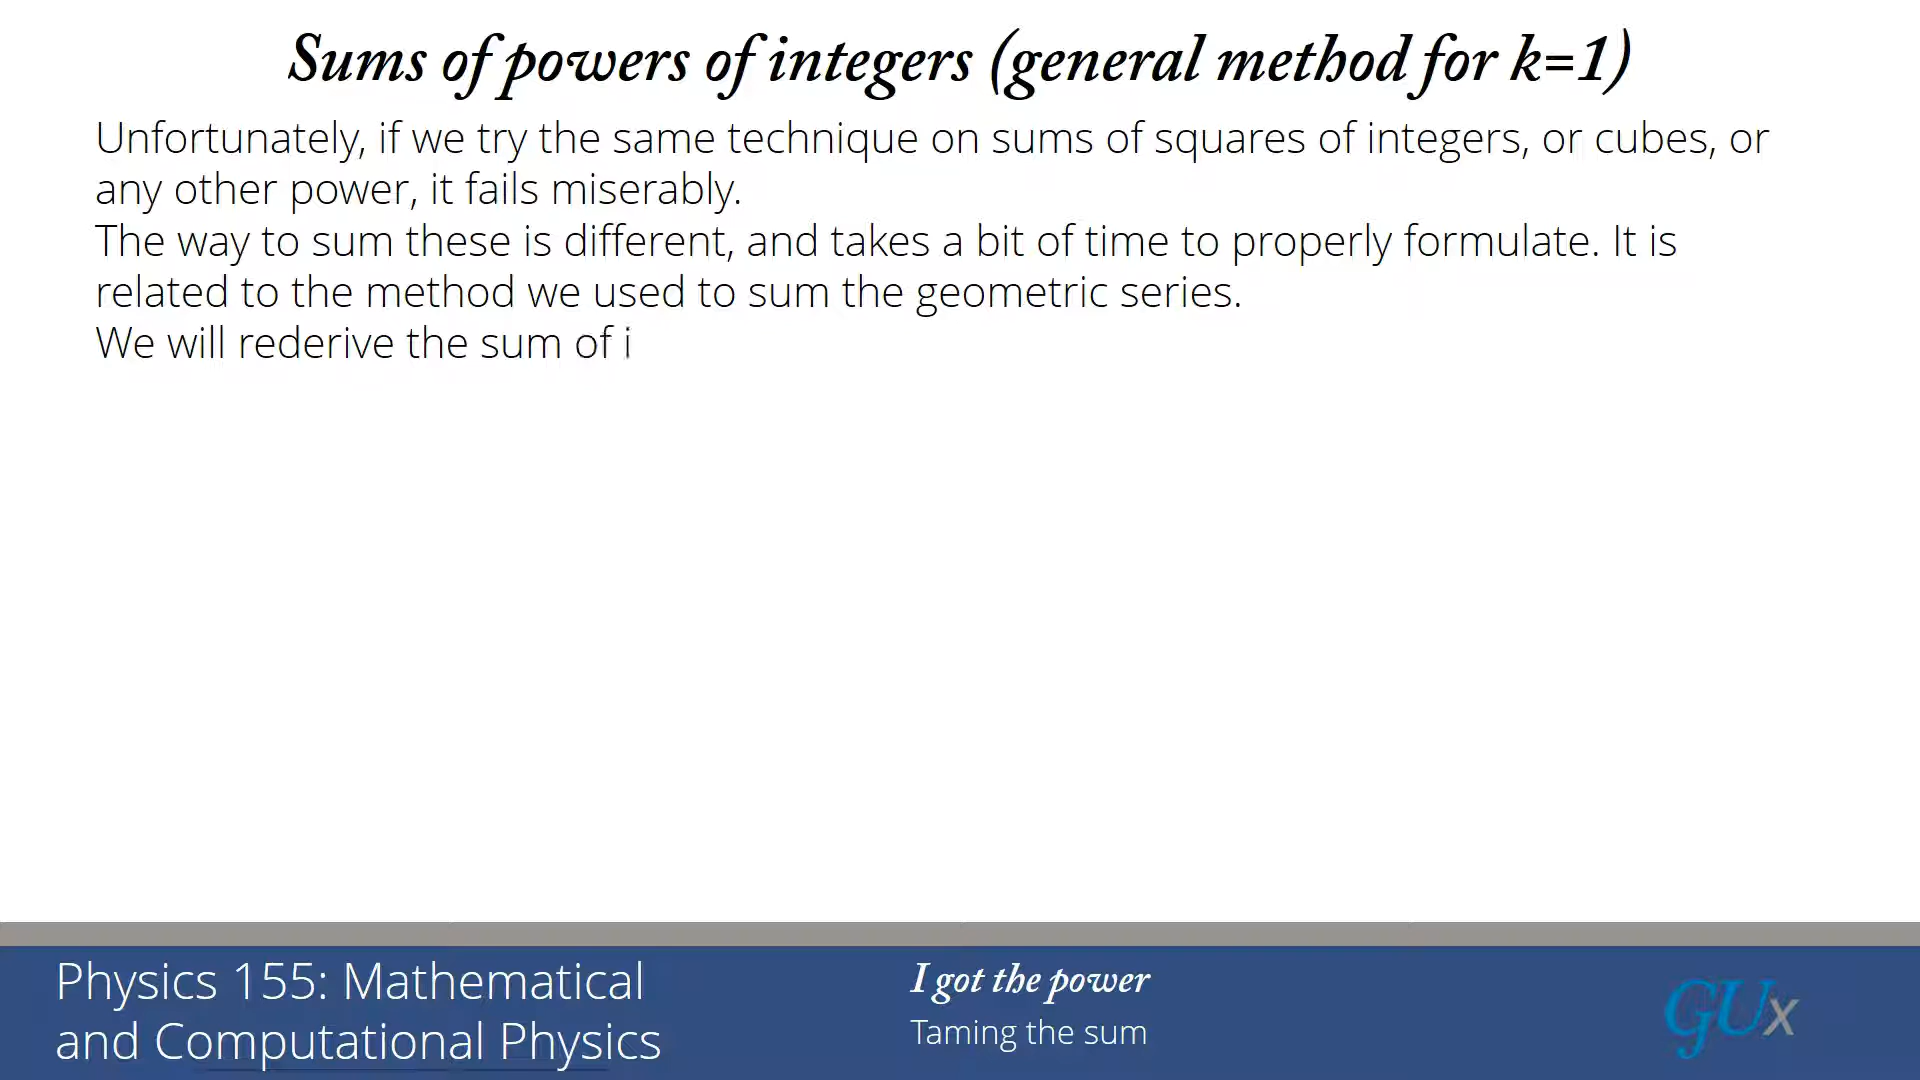 Sums of powers of integers (general method for k=1)
Unfortunately, if we try the same technique on sums of squares of integers, or cubes, or
any other power, it fails miserably.
The way to sum these is different, and takes a bit of time to properly formulate. It is
related to the method we used to sum the geometric series.
We will rederive the sum of i
Physics 155: Mathematical
and Computational Physics
I got the power
Taming the sum
GUx